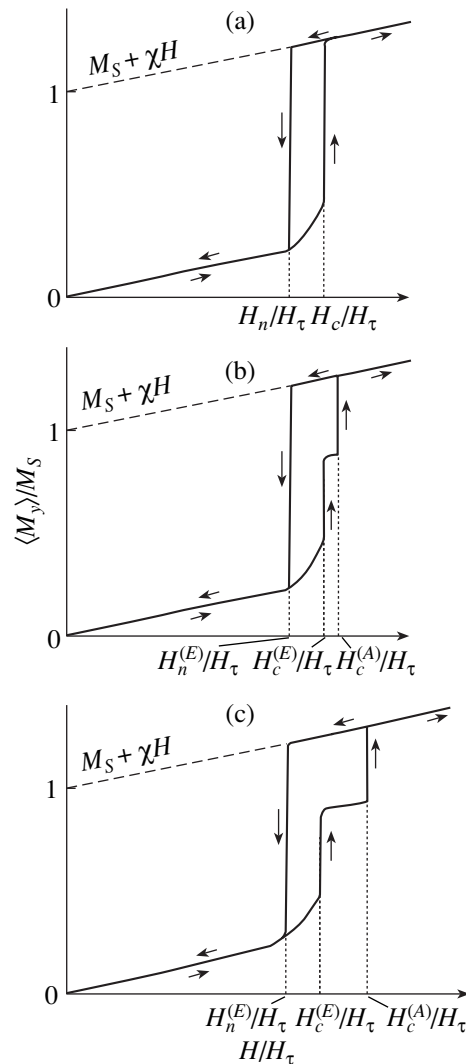 (a)
M_S + χH
1
0
H_n/H_τ H_c/H_τ
(b)
M_S + χH
1
⟨M_y⟩/M_S
0
H_n^(E)/H_τ H_c^(E)/H_τ H_c^(A)/H_τ
(c)
M_S + χH
1
0
H_n^(E)/H_τ H_c^(E)/H_τ H_c^(A)/H_τ
H/H_τ